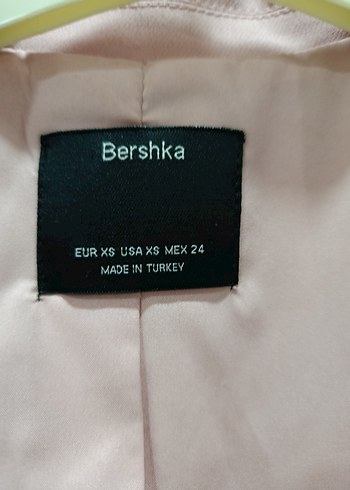 Bershka
EUR XS USA XS MEX 24
MADE IN TURKEY